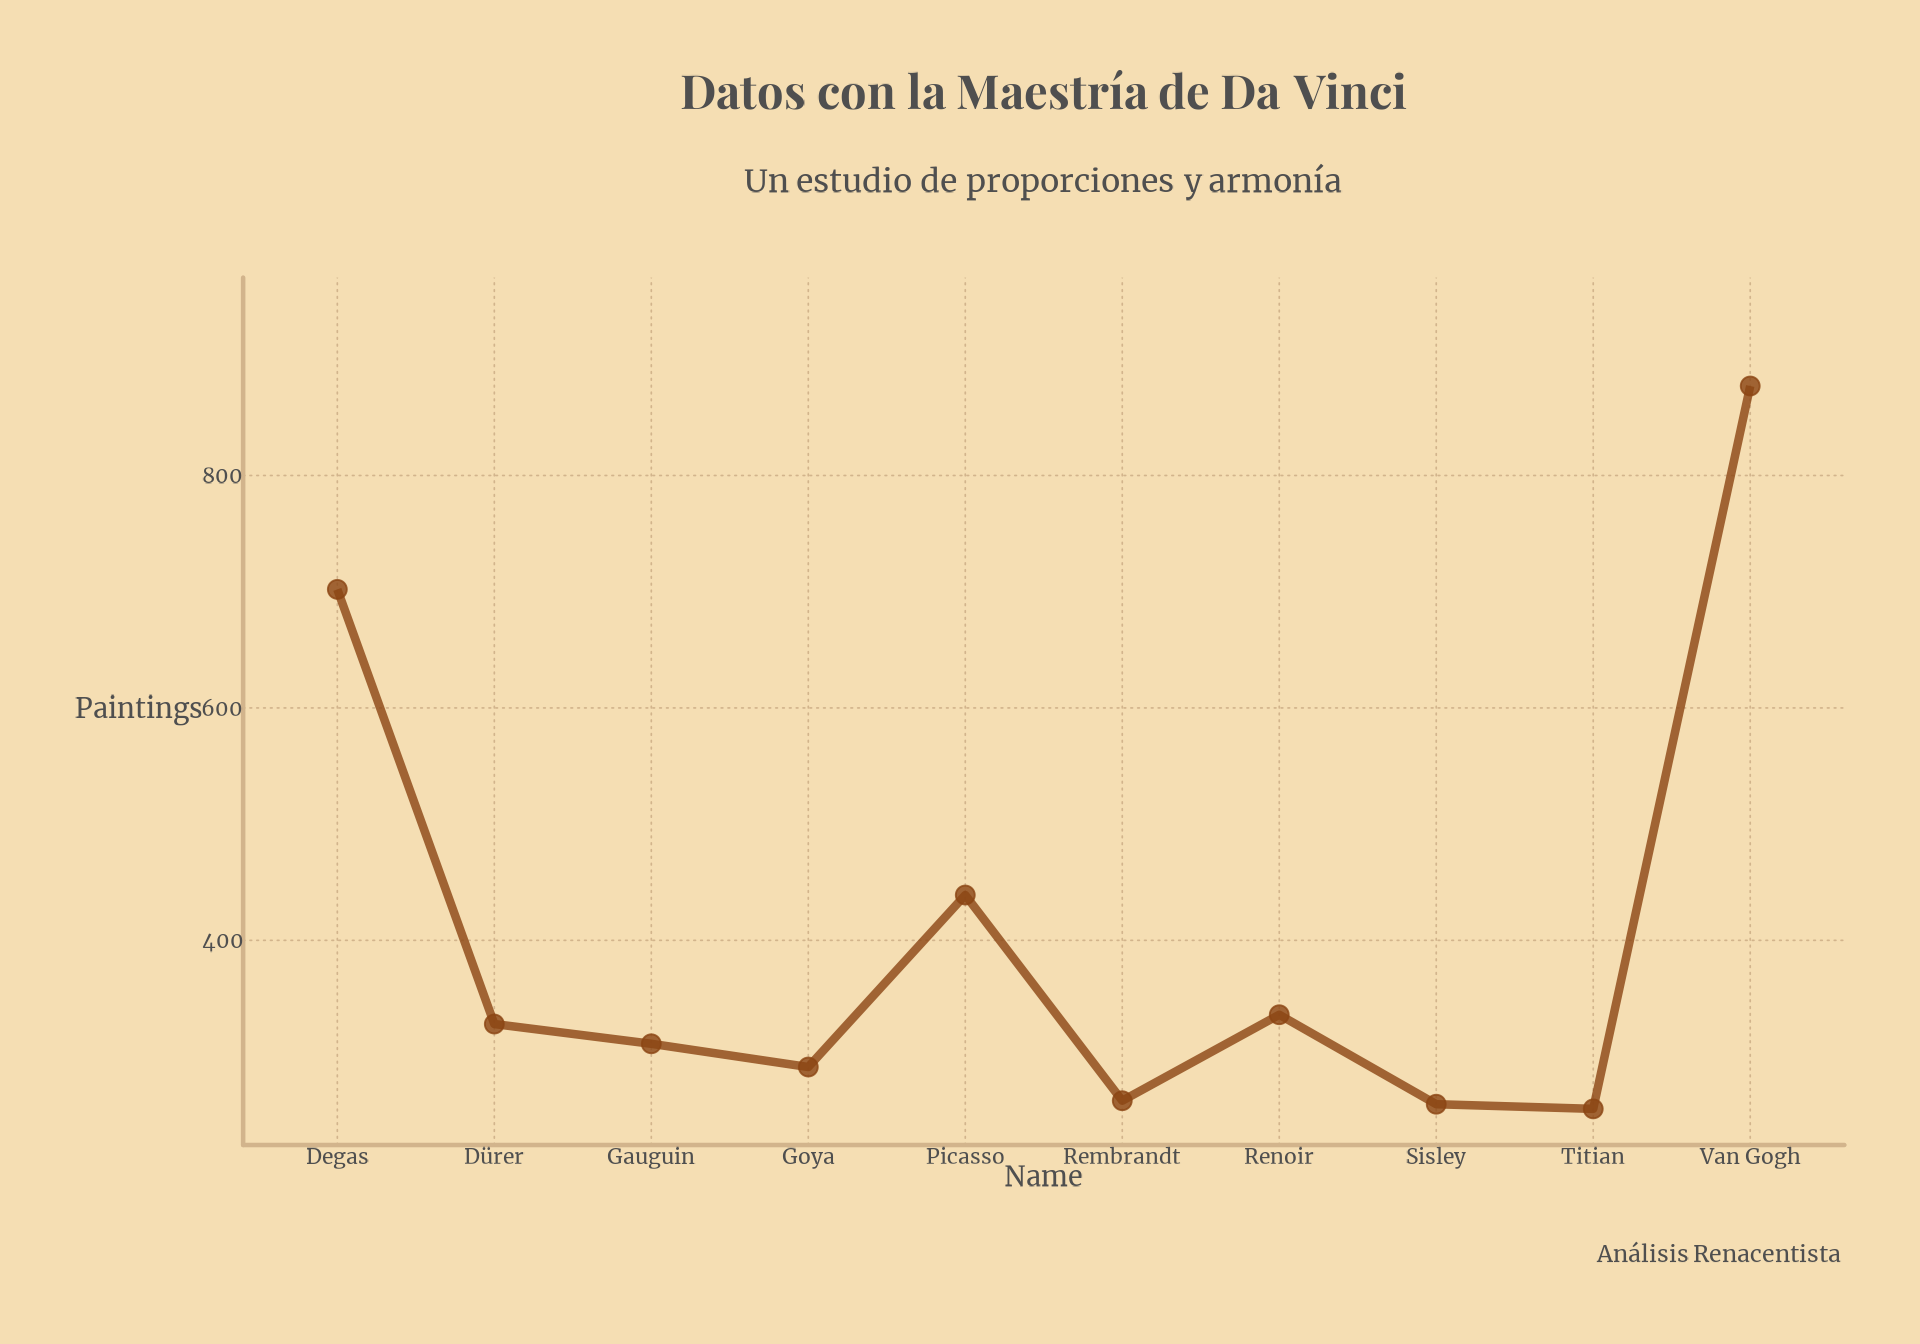 Datos con la Maestría de Da Vinci
Un estudio de proporciones y armonía
800
Paintings
600
400
Degas Dürer Gauguin Goya Picasso Rembrandt Renoir Sisley Titian Van Gogh
Name
Análisis Renacentista